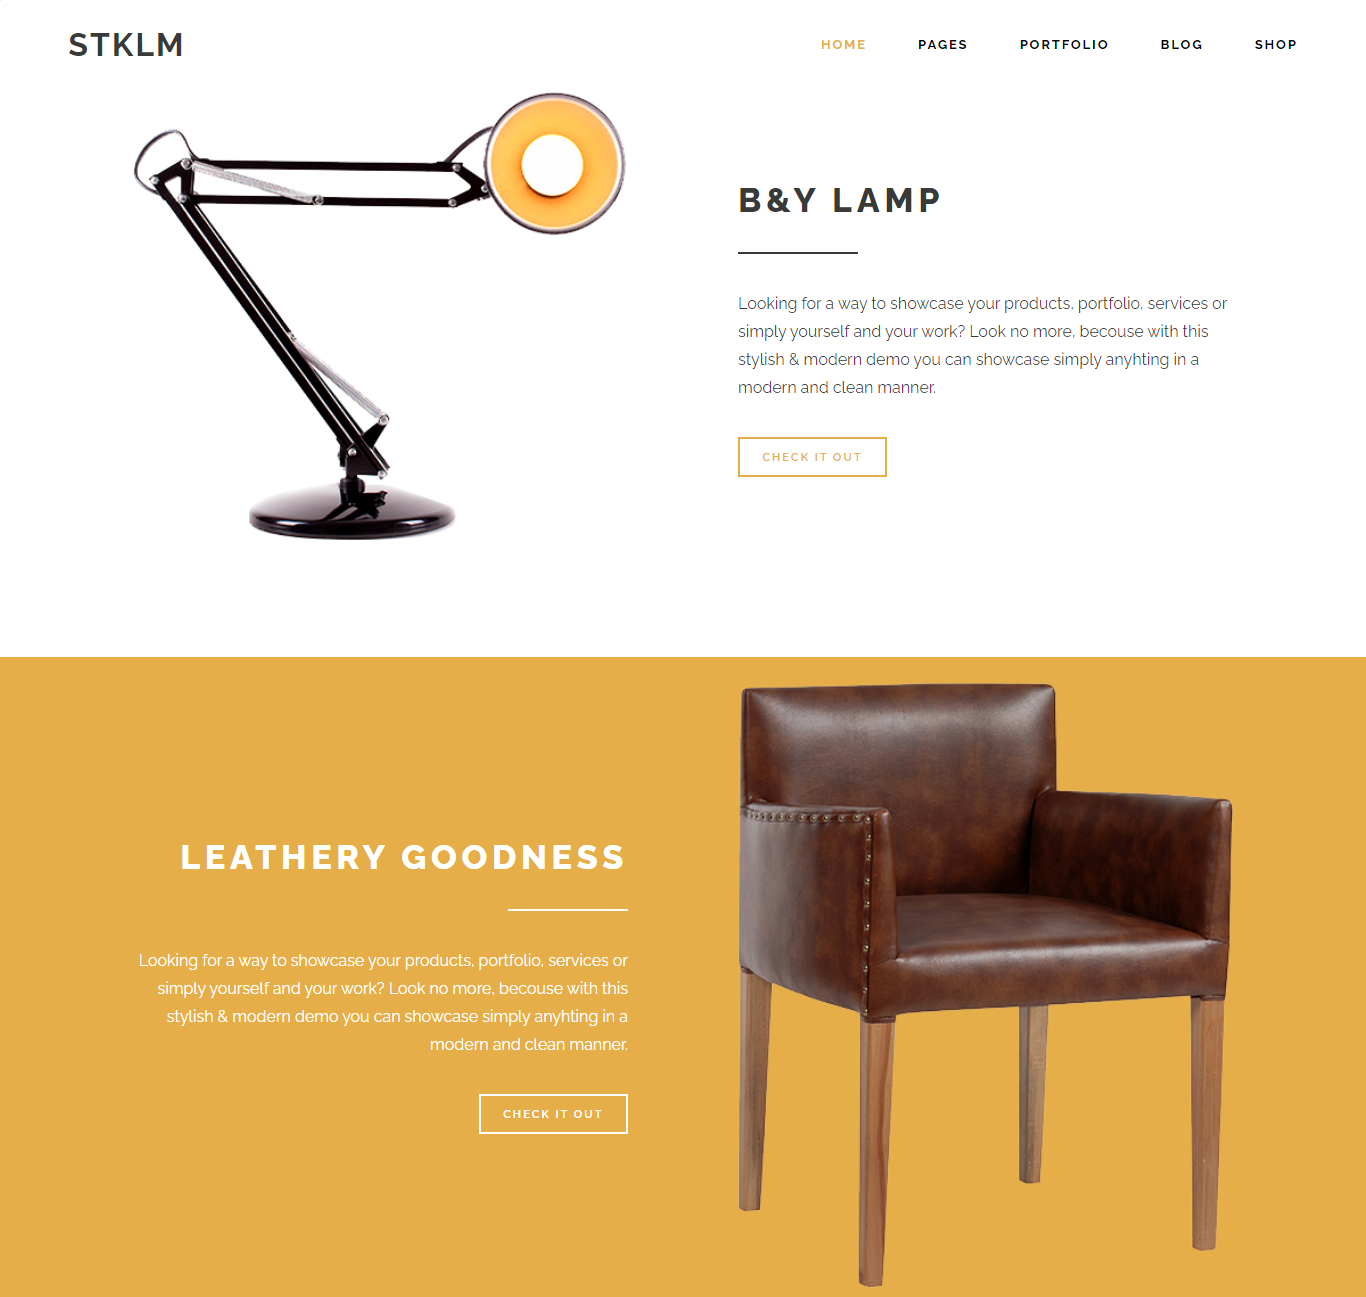 STKLM
HOME PAGES PORTFOLIO BLOG SHOP
B&Y LAMP
Looking for a way to showcase your products, portfolio, services or
simply yourself and your work? Look no more, becouse with this
stylish & modern demo you can showcase simply anyhting in a
modern and clean manner.
CHECK IT OUT
LEATHERY GOODNESS
Looking for a way to showcase your products, portfolio, services or
simply yourself and your work? Look no more, becouse with this
stylish & modern demo you can showcase simply anyhting in a
modern and clean manner.
CHECK IT OUT